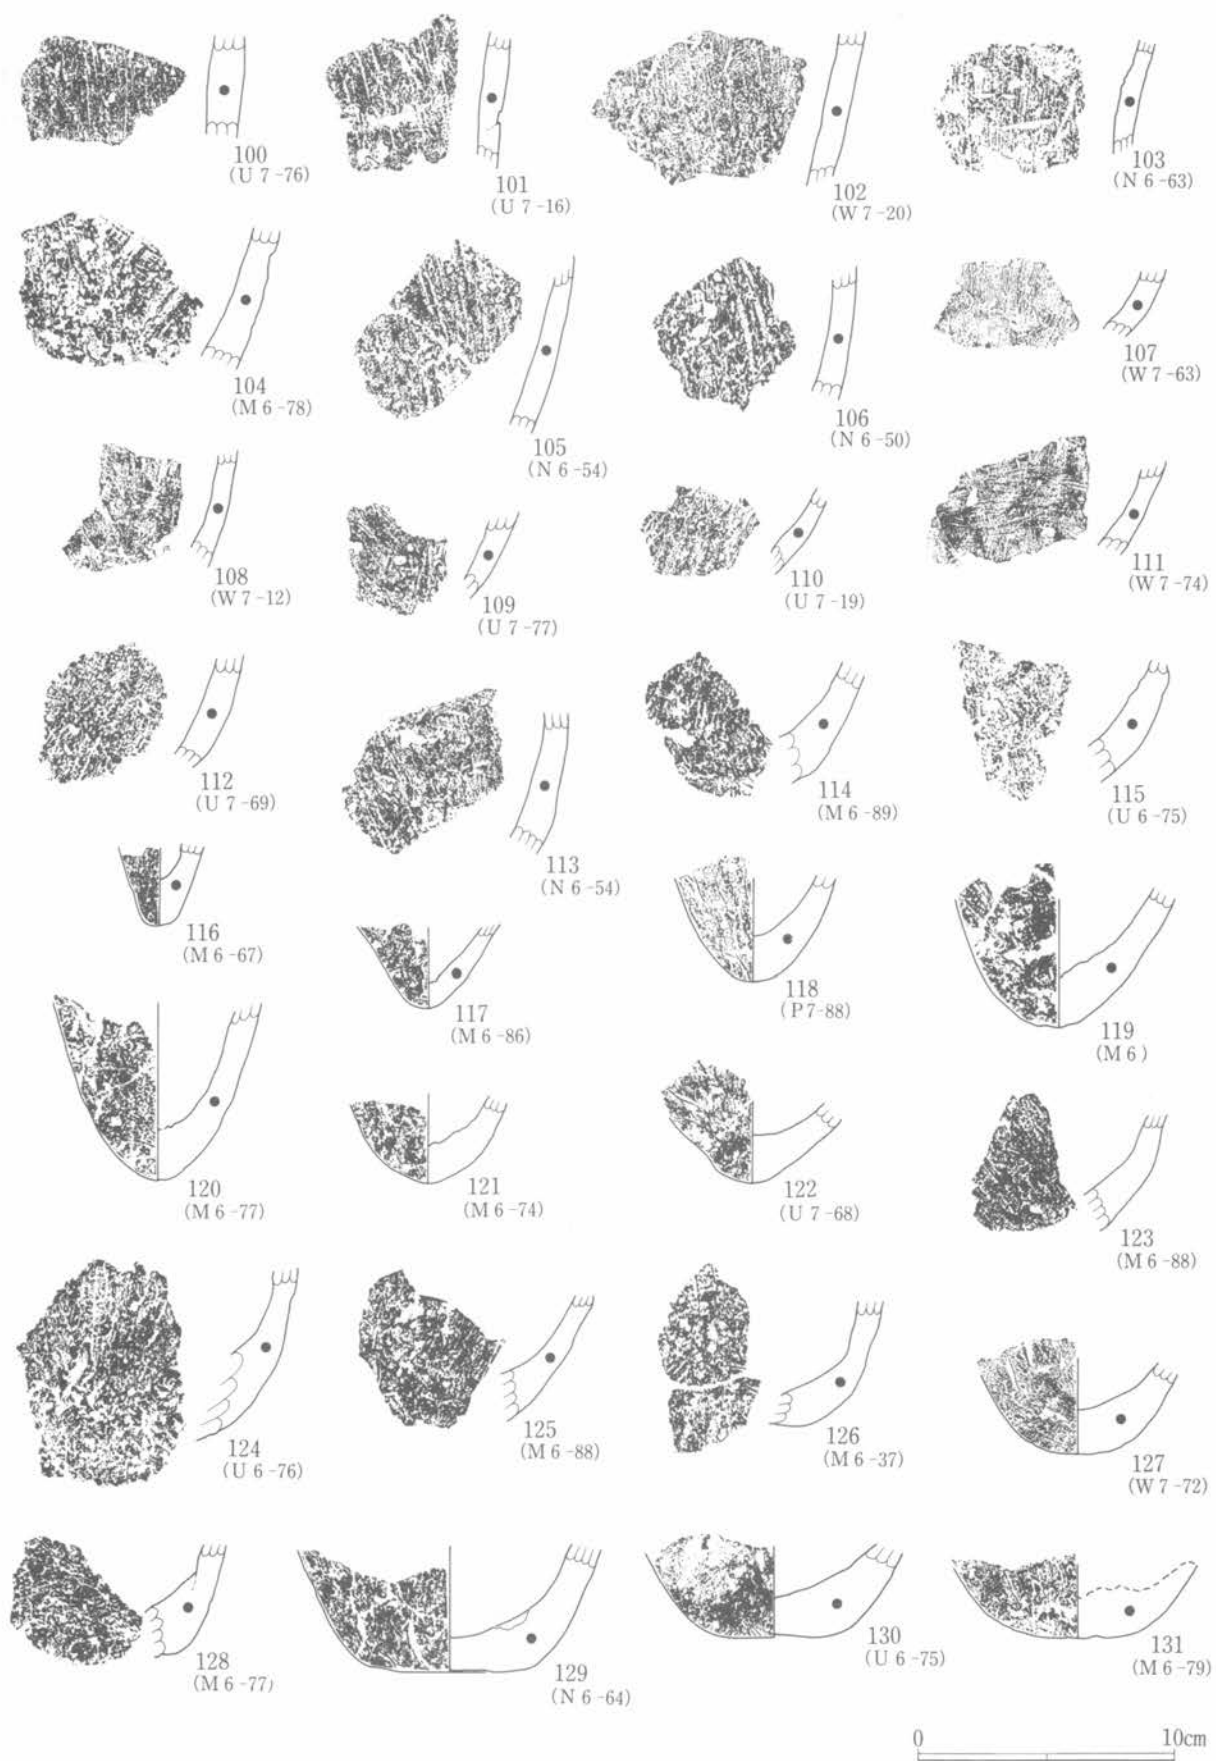 100
(U 7 -76)
101
(U 7 -16)
102
(W 7 -20)
103
(N 6 -63)
104
(M 6 -78)
105
(N 6 -54)
106
(N 6 -50)
107
(W 7 -63)
108
(W 7 -12)
109
(U 7 -77)
110
(U 7 -19)
111
(W 7 -74)
112
(U 7 -69)
113
(N 6 -54)
114
(M 6 -89)
115
(U 6 -75)
116
(M 6 -67)
117
(M 6 -86)
118
(P 7 -88)
119
(M 6 )
120
(M 6 -77)
121
(M 6 -74)
122
(U 7 -68)
123
(M 6 -88)
124
(U 6 -76)
125
(M 6 -88)
126
(M 6 -37)
127
(W 7 -72)
128
(M 6 -77)
129
(N 6 -64)
130
(U 6 -75)
131
(M 6 -79)
0 10cm